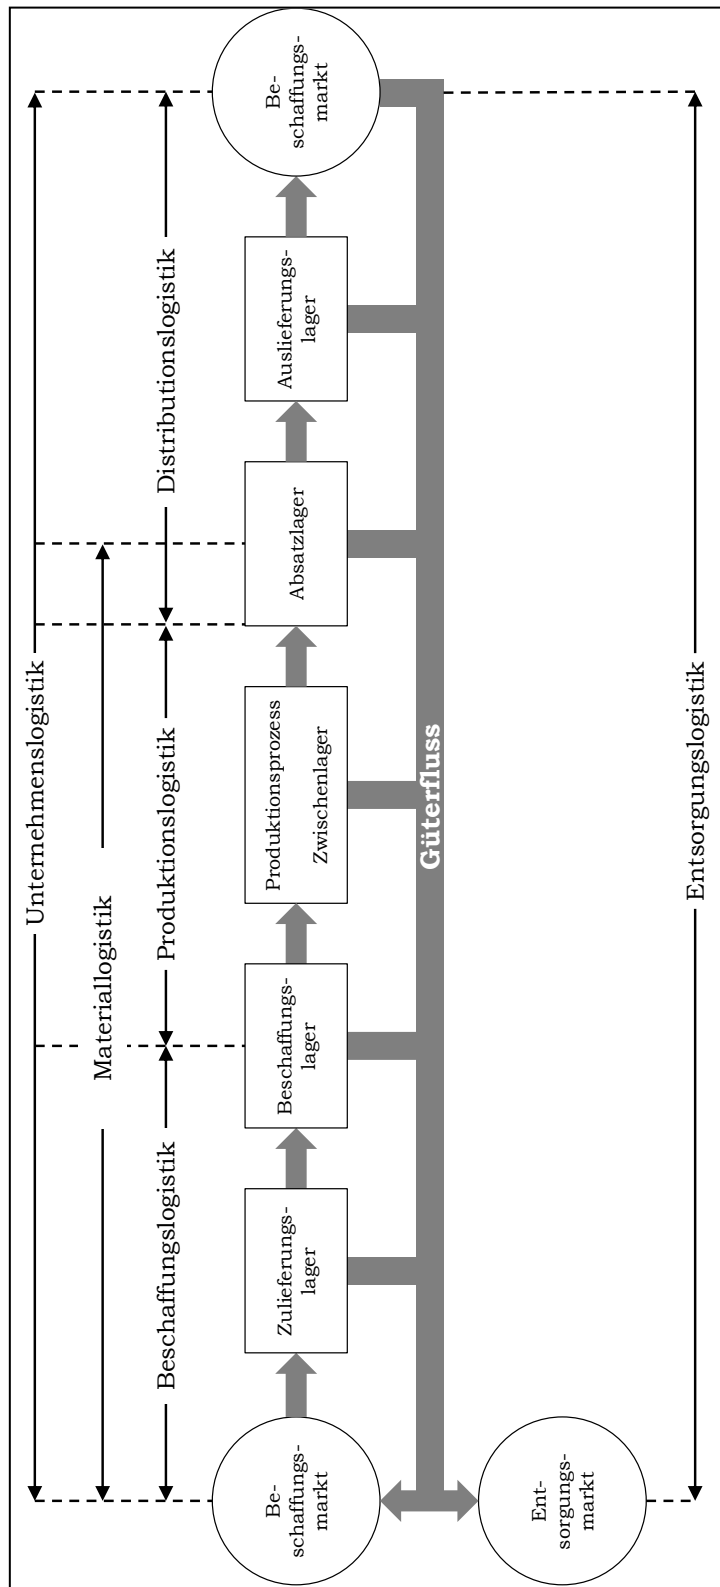 Unternehmenslogistik
Materiallogistik
Beschaffungslogistik
Produktionslogistik
Distributionslogistik
Be-
schaffungs-
markt
Zulieferungs-
lager
Beschaffungs-
lager
Produktionsprozess
Zwischenlager
Absatzlager
Auslieferungs-
lager
Be-
schaffungs-
markt
Güterfluss
Ent-
sorgungs-
markt
Entsorgungslogistik